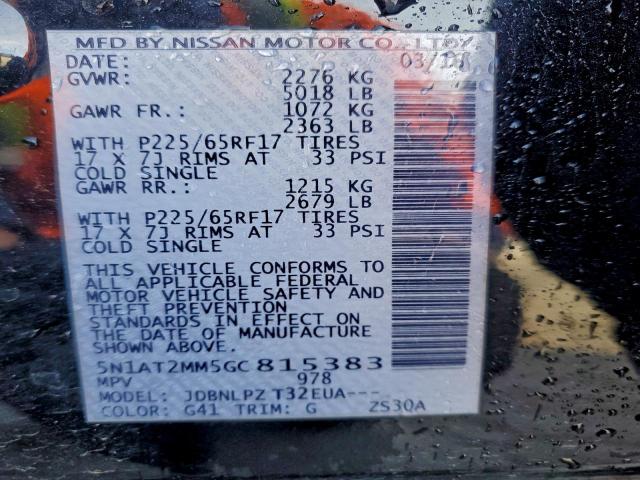 MFD BY NISSAN MOTOR CO., LTD.
DATE:
GVWR: 2276 KG
5018 LB
GAWR FR.: 1072 KG
2363 LB
WITH P225/65RF17 TIRES
17 X 7J RIMS AT 33 PSI
COLD SINGLE
GAWR RR.: 1215 KG
2679 LB
WITH P225/65RF17 TIRES
17 X 7J RIMS AT 33 PSI
COLD SINGLE
THIS VEHICLE CONFORMS TO
ALL APPLICABLE FEDERAL
MOTOR VEHICLE SAFETY AND
THEFT PREVENTION
STANDARDS IN EFFECT ON
THE DATE OF MANUFACTURE
SHOWN ABOVE.
5N1AT2MM5GC815383
MPV 978
MODEL: JDBNLPZ T32EUA---
COLOR: G41 TRIM: G ZS30A